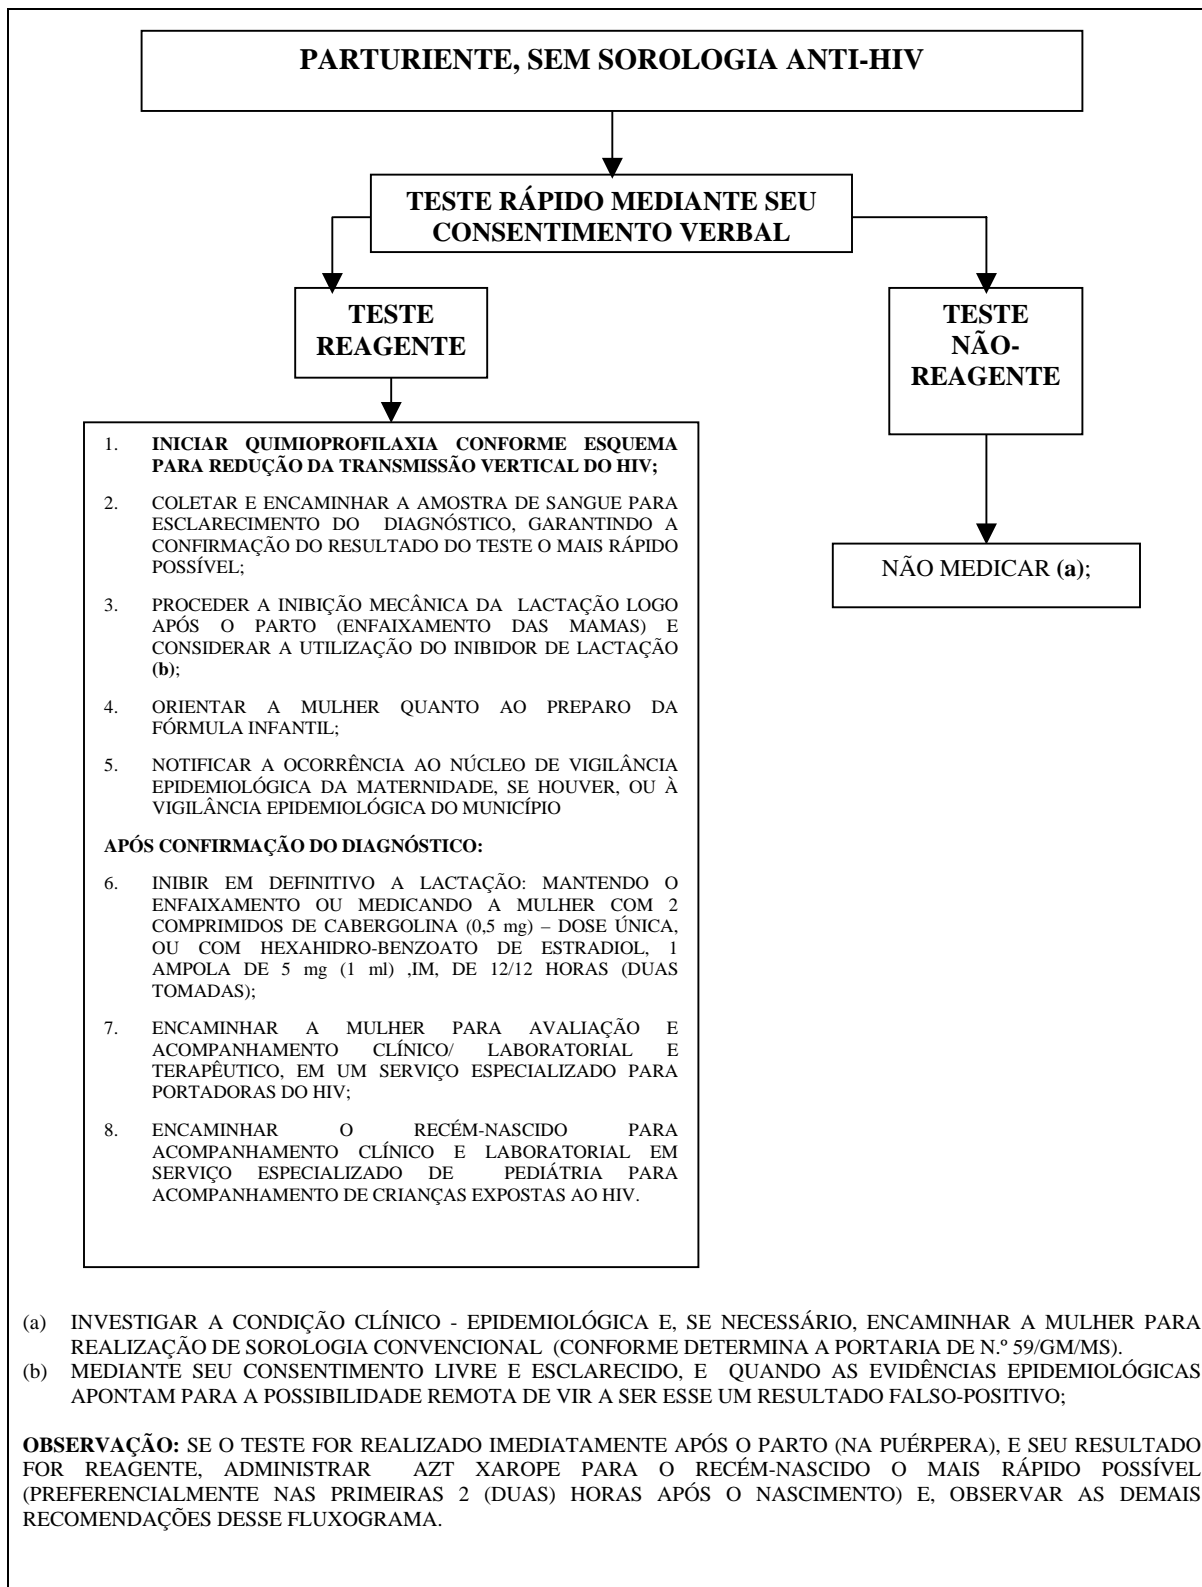 PARTURIENTE, SEM SOROLOGIA ANTI-HIV
TESTE RÁPIDO MEDIANTE SEU
CONSENTIMENTO VERBAL
TESTE
REAGENTE
TESTE
NÃO-
REAGENTE
1. INICIAR QUIMIOPROFILAXIA CONFORME ESQUEMA
PARA REDUÇÃO DA TRANSMISSÃO VERTICAL DO HIV;
2. COLETAR E ENCAMINHAR A AMOSTRA DE SANGUE PARA
ESCLARECIMENTO DO DIAGNÓSTICO, GARANTINDO A
CONFIRMAÇÃO DO RESULTADO DO TESTE O MAIS RÁPIDO
POSSÍVEL;
3. PROCEDER A INIBIÇÃO MECÂNICA DA LACTAÇÃO LOGO
APÓS O PARTO (ENFAIXAMENTO DAS MAMAS) E
CONSIDERAR A UTILIZAÇÃO DO INIBIDOR DE LACTAÇÃO
(b);
4. ORIENTAR A MULHER QUANTO AO PREPARO DA
FÓRMULA INFANTIL;
5. NOTIFICAR A OCORRÊNCIA AO NÚCLEO DE VIGILÂNCIA
EPIDEMIOLÓGICA DA MATERNIDADE, SE HOUVER, OU À
VIGILÂNCIA EPIDEMIOLÓGICA DO MUNICÍPIO
APÓS CONFIRMAÇÃO DO DIAGNÓSTICO:
6. INIBIR EM DEFINITIVO A LACTAÇÃO: MANTENDO O
ENFAIXAMENTO OU MEDICANDO A MULHER COM 2
COMPRIMIDOS DE CABERGOLINA (0,5 mg) – DOSE ÚNICA,
OU COM HEXAHIDRO-BENZOATO DE ESTRADIOL, 1
AMPOLA DE 5 mg (1 ml) ,IM, DE 12/12 HORAS (DUAS
TOMADAS);
7. ENCAMINHAR A MULHER PARA AVALIAÇÃO E
ACOMPANHAMENTO CLÍNICO/ LABORATORIAL E
TERAPÊUTICO, EM UM SERVIÇO ESPECIALIZADO PARA
PORTADORAS DO HIV;
8. ENCAMINHAR O RECÉM-NASCIDO PARA
ACOMPANHAMENTO CLÍNICO E LABORATORIAL EM
SERVIÇO ESPECIALIZADO DE PEDIÁTRIA PARA
ACOMPANHAMENTO DE CRIANÇAS EXPOSTAS AO HIV.
NÃO MEDICAR (a);
(a) INVESTIGAR A CONDIÇÃO CLÍNICO - EPIDEMIOLÓGICA E, SE NECESSÁRIO, ENCAMINHAR A MULHER PARA
REALIZAÇÃO DE SOROLOGIA CONVENCIONAL (CONFORME DETERMINA A PORTARIA DE N.º 59/GM/MS).
(b) MEDIANTE SEU CONSENTIMENTO LIVRE E ESCLARECIDO, E QUANDO AS EVIDÊNCIAS EPIDEMIOLÓGICAS
APONTAM PARA A POSSIBILIDADE REMOTA DE VIR A SER ESSE UM RESULTADO FALSO-POSITIVO;
OBSERVAÇÃO: SE O TESTE FOR REALIZADO IMEDIATAMENTE APÓS O PARTO (NA PUÉRPERA), E SEU RESULTADO
FOR REAGENTE, ADMINISTRAR AZT XAROPE PARA O RECÉM-NASCIDO O MAIS RÁPIDO POSSÍVEL
(PREFERENCIALMENTE NAS PRIMEIRAS 2 (DUAS) HORAS APÓS O NASCIMENTO) E, OBSERVAR AS DEMAIS
RECOMENDAÇÕES DESSE FLUXOGRAMA.